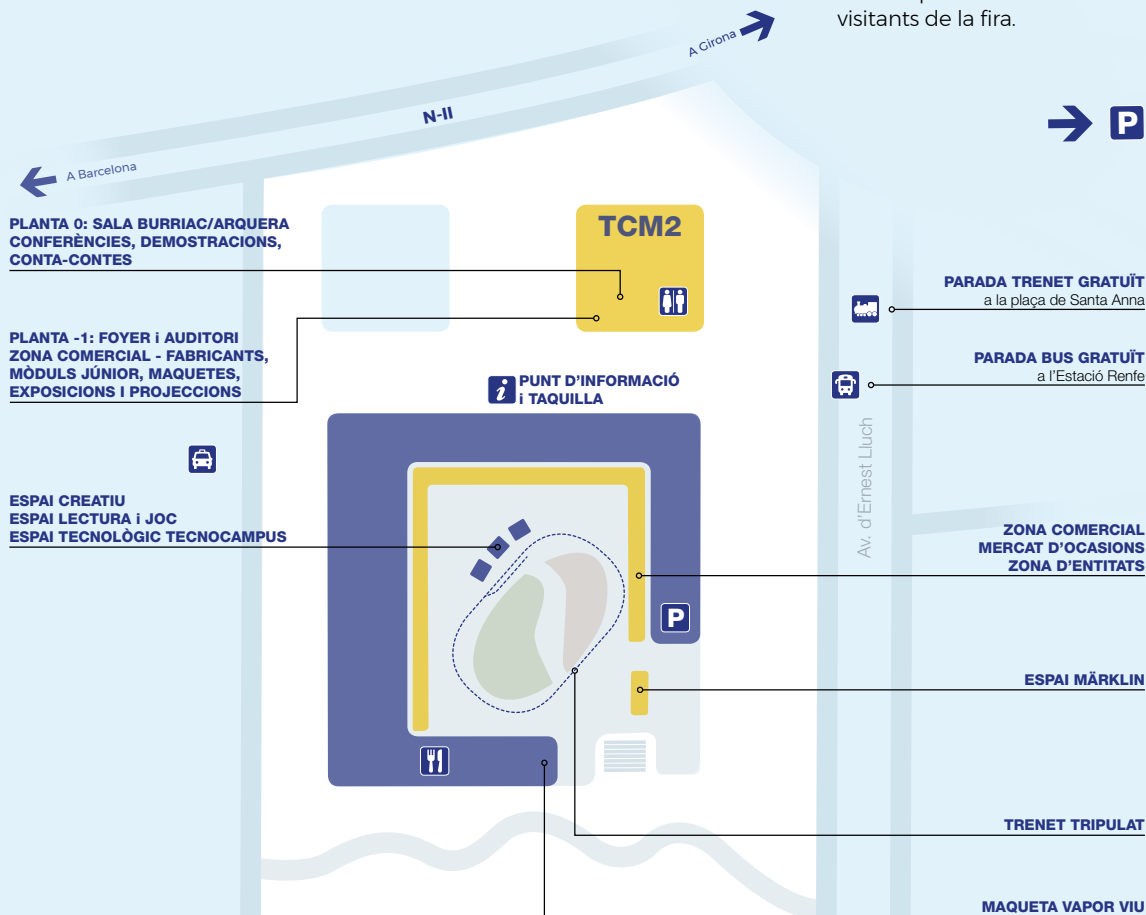 visitants de la fira.
A Girona
N-II
P
A Barcelona
PLANTA 0: SALA BURRIAC/ARQUERA
CONFERÈNCIES, DEMOSTRACIONS,
CONTA-CONTES
TCM2
PARADA TRENET GRATUÏT
a la plaça de Santa Anna
PLANTA -1: FOYER i AUDITORI
ZONA COMERCIAL - FABRICANTS,
MÒDULS JÚNIOR, MAQUETES,
EXPOSICIONS I PROJECCIONS
PARADA BUS GRATUÏT
a l'Estació Renfe
i PUNT D'INFORMACIÓ
i TAQUILLA
Av. d'Ernest Lluch
ESPAI CREATIU
ESPAI LECTURA i JOC
ESPAI TECNOLÒGIC TECNOCAMPUS
ZONA COMERCIAL
MERCAT D'OCASIONS
ZONA D'ENTITATS
P
ESPAI MÄRKLIN
TRENET TRIPULAT
MAQUETA VAPOR VIU